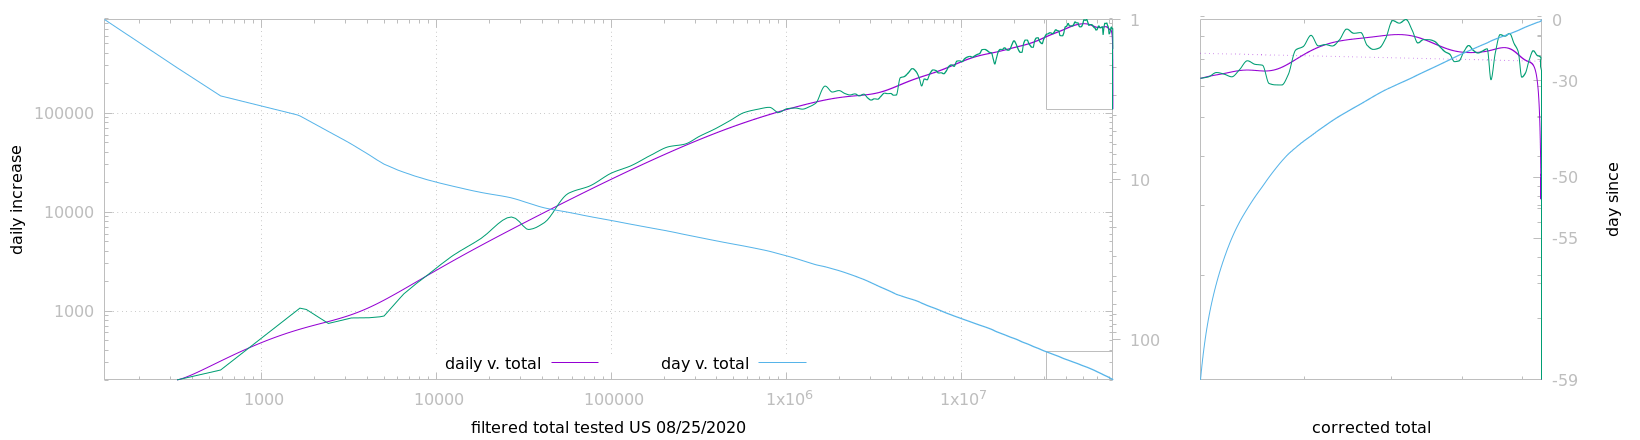 daily increase
100000
10000
1000
1000
10000
100000
1x10^6
1x10^7
filtered total tested US 08/25/2020
daily v. total
day v. total
1
10
100
0
-30
-50
-55
-59
day since
corrected total